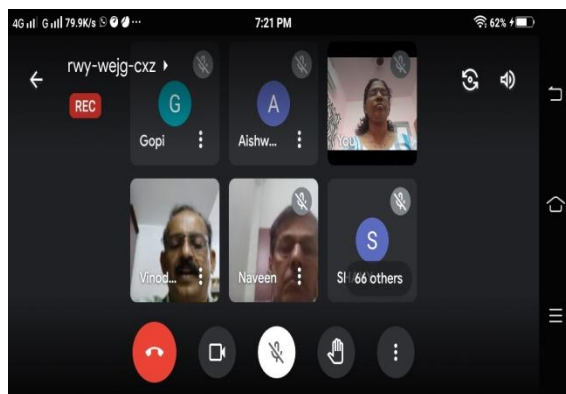 4G G 79.9K/s ...
7:21 PM
62%
rwy-wejg-cxz
REC
G
A
Gopi
Aishw...
You
Vinod...
Naveen
S
66 others